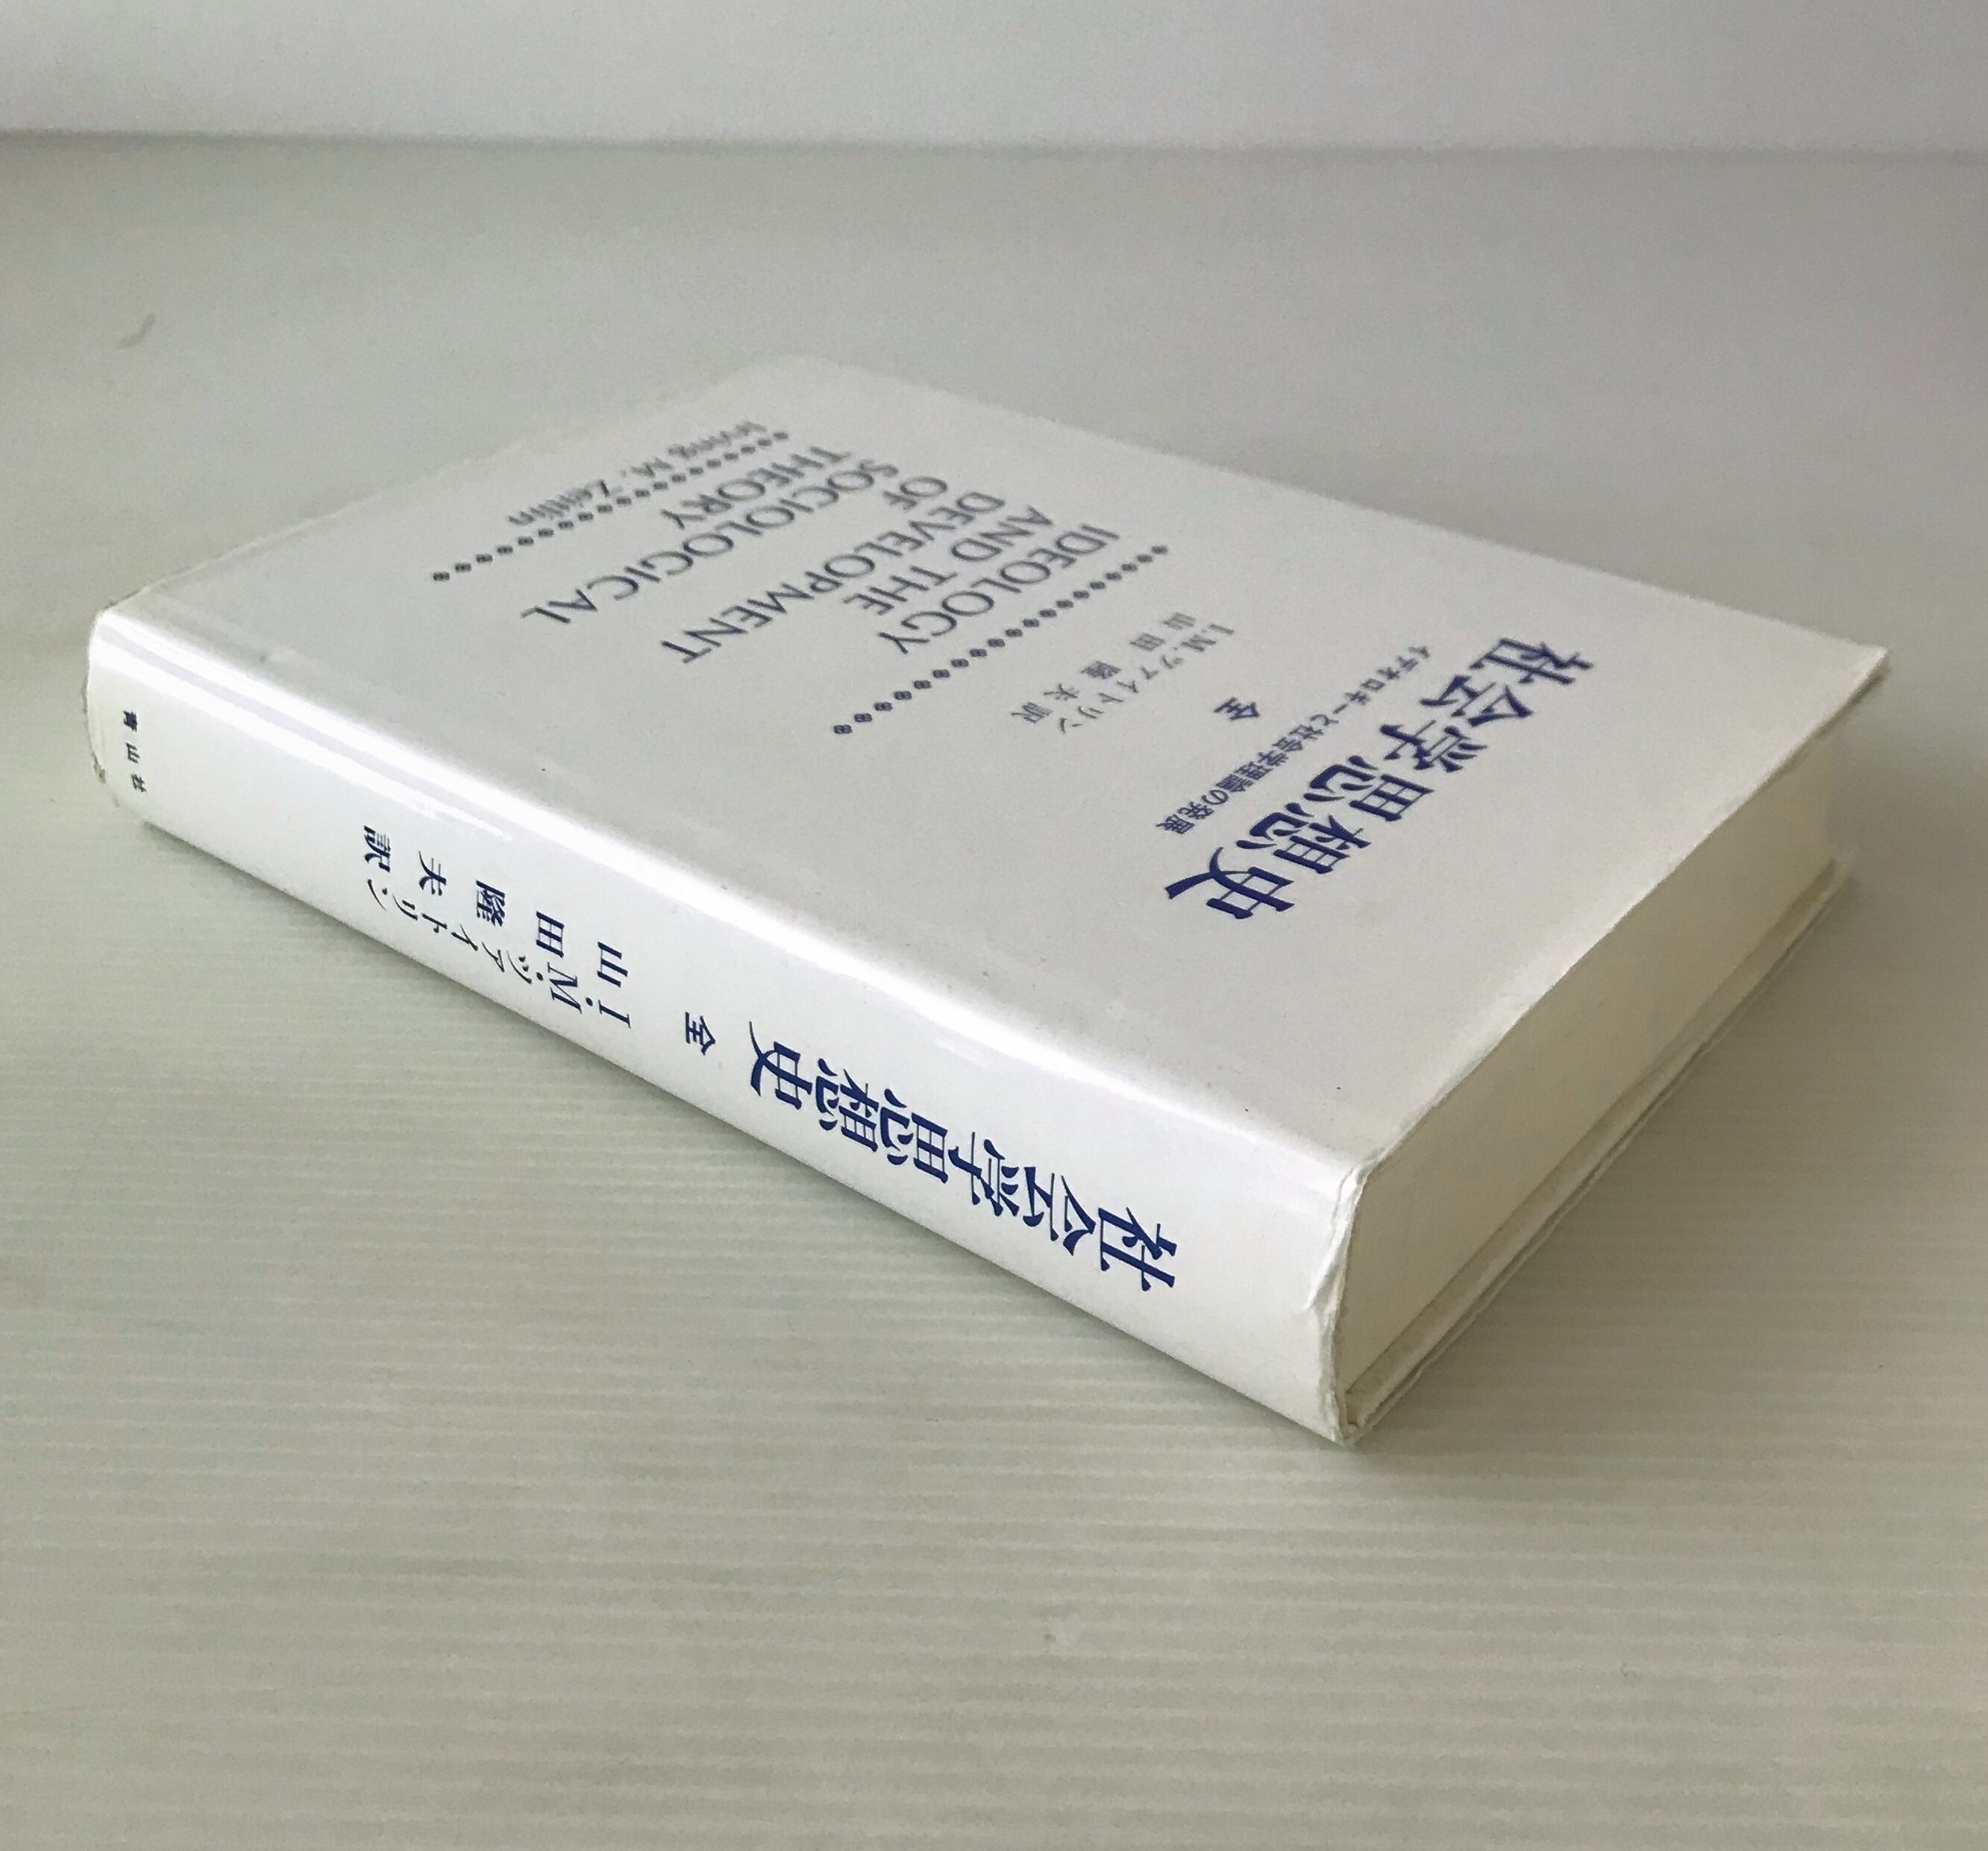 社会学思想史
イデオロギーと社会学理論の発展
全
I.M.ツァイトリン
山田隆夫訳
IDEOLOGY
AND THE
DEVELOPMENT
OF
SOCIOLOGICAL
THEORY
Irving M. Zeitlin
社会学思想史
全
I・M・ツァイトリン
山田隆夫訳
青山社